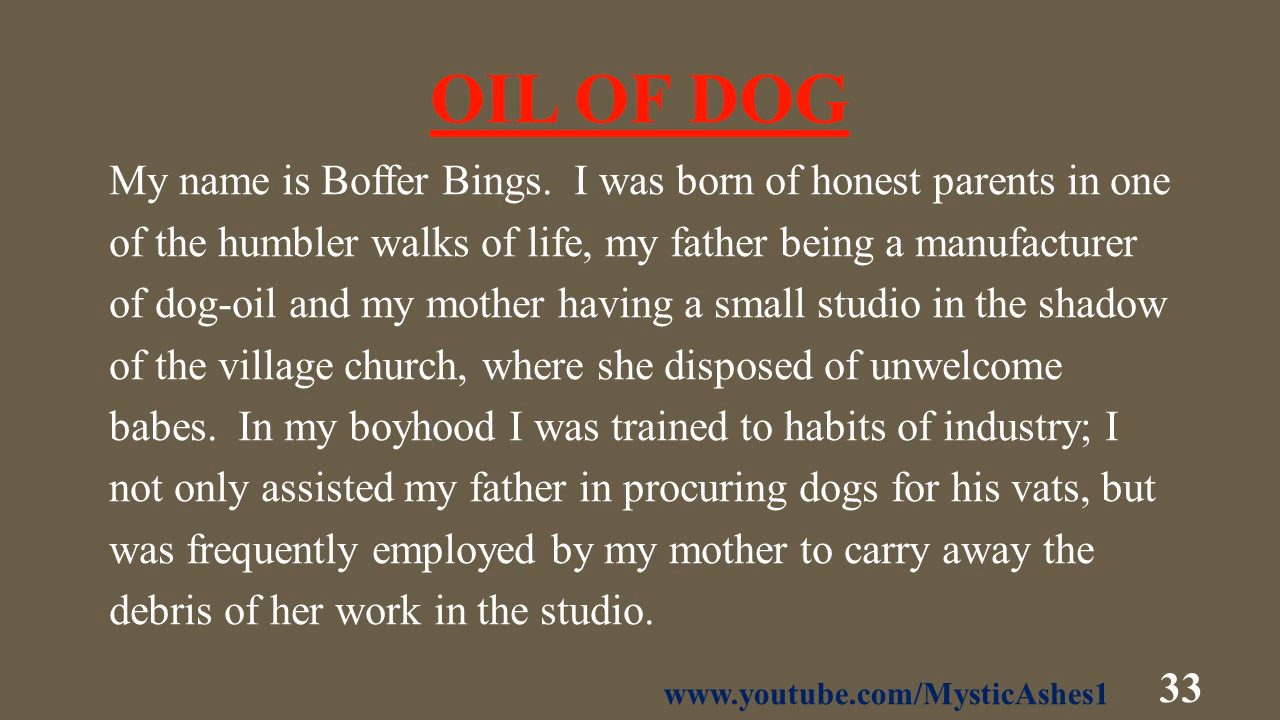 OIL OF DOG
My name is Boffer Bings.  I was born of honest parents in one
of the humbler walks of life, my father being a manufacturer
of dog-oil and my mother having a small studio in the shadow
of the village church, where she disposed of unwelcome
babes.  In my boyhood I was trained to habits of industry; I
not only assisted my father in procuring dogs for his vats, but
was frequently employed by my mother to carry away the
debris of her work in the studio.
www.youtube.com/MysticAshes1
33